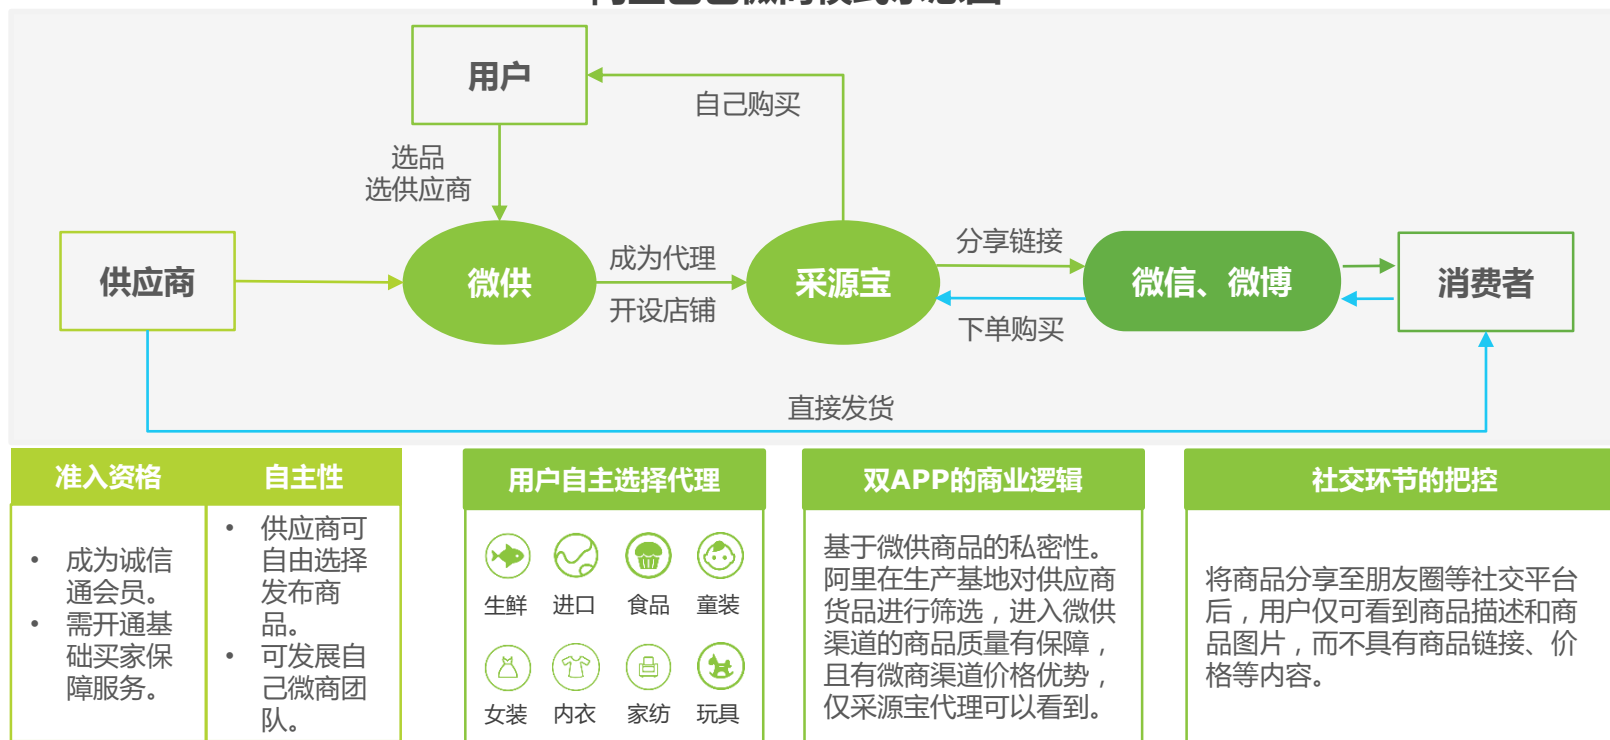 用户
自己购买
选品
选供应商
供应商
微供
成为代理
开设店铺
采源宝
分享链接
下单购买
微信、微博
消费者
直接发货
准入资格
• 成为诚信
通会员。
• 需开通基
础买家保
障服务。
自主性
• 供应商可
自由选择
发布商
品。
• 可发展自
己微商团
队。
用户自主选择代理
生鲜 进口 食品 童装
女装 内衣 家纺 玩具
双APP的商业逻辑
基于微供商品的私密性。
阿里在生产基地对供应商
货品进行筛选，进入微供
渠道的商品质量有保障，
且有微商渠道价格优势，
仅采源宝代理可以看到。
社交环节的把控
将商品分享至朋友圈等社交平台
后，用户仅可看到商品描述和商
品图片，而不具有商品链接、价
格等内容。